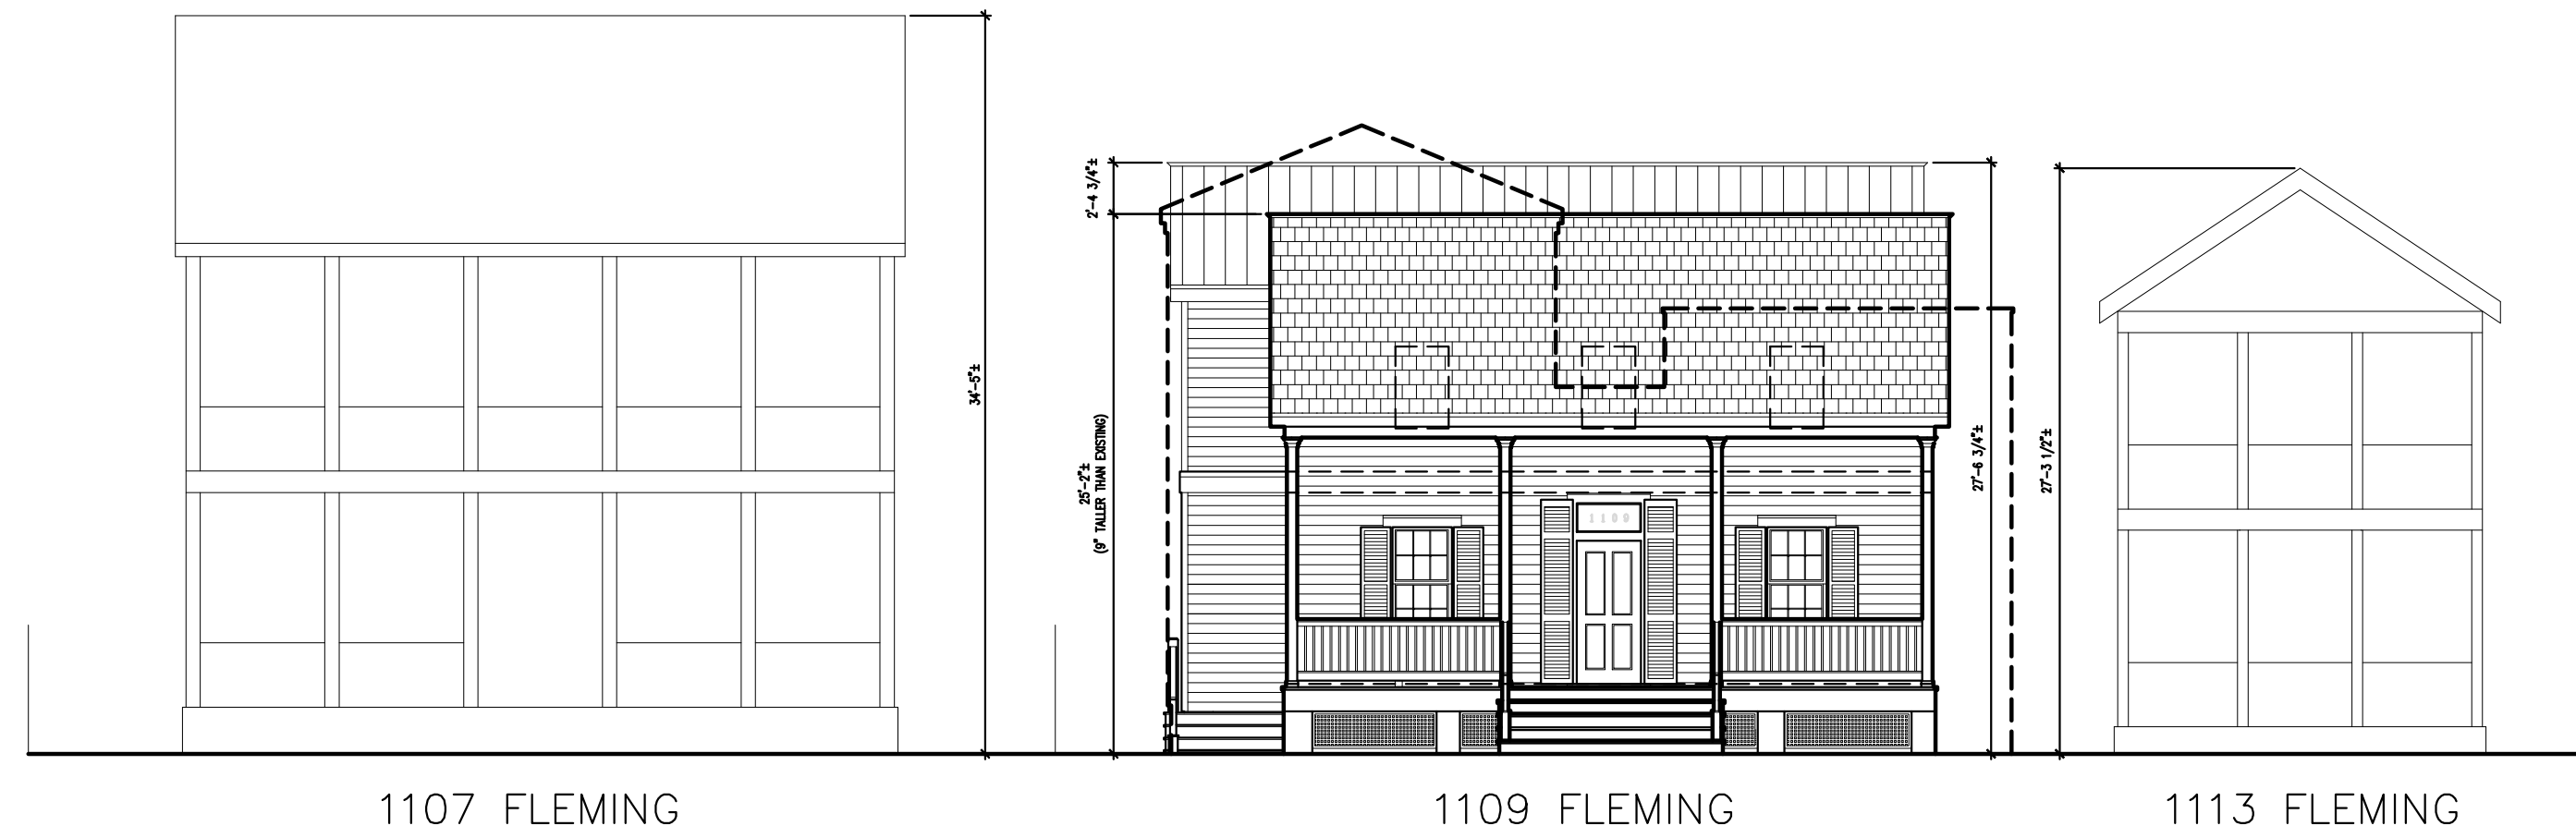 34'-5"±
2'-4 3/4"±
25'-2"±
(9" TALLER THAN EXISTING)
1109
27'-6 3/4"±
27'-3 1/2"±
1107 FLEMING
1109 FLEMING
1113 FLEMING